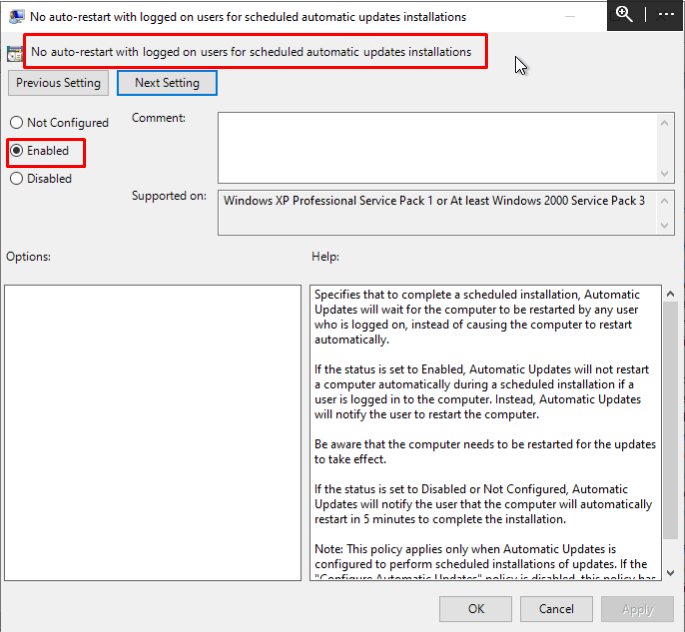 No auto-restart with logged on users for scheduled automatic updates installations
No auto-restart with logged on users for scheduled automatic updates installations
Previous Setting
Next Setting
Not Configured
Enabled
Disabled
Comment:
Supported on:
Windows XP Professional Service Pack 1 or At least Windows 2000 Service Pack 3
Options:
Help:
Specifies that to complete a scheduled installation, Automatic
Updates will wait for the computer to be restarted by any user
who is logged on, instead of causing the computer to restart
automatically.
If the status is set to Enabled, Automatic Updates will not restart
a computer automatically during a scheduled installation if a
user is logged in to the computer. Instead, Automatic Updates
will notify the user to restart the computer.
Be aware that the computer needs to be restarted for the updates
to take effect.
If the status is set to Disabled or Not Configured, Automatic
Updates will notify the user that the computer will automatically
restart in 5 minutes to complete the installation.
Note: This policy applies only when Automatic Updates is
configured to perform scheduled installations of updates. If the
"Configure Automatic Updates" policy is disabled, this policy has
OK
Cancel
Apply